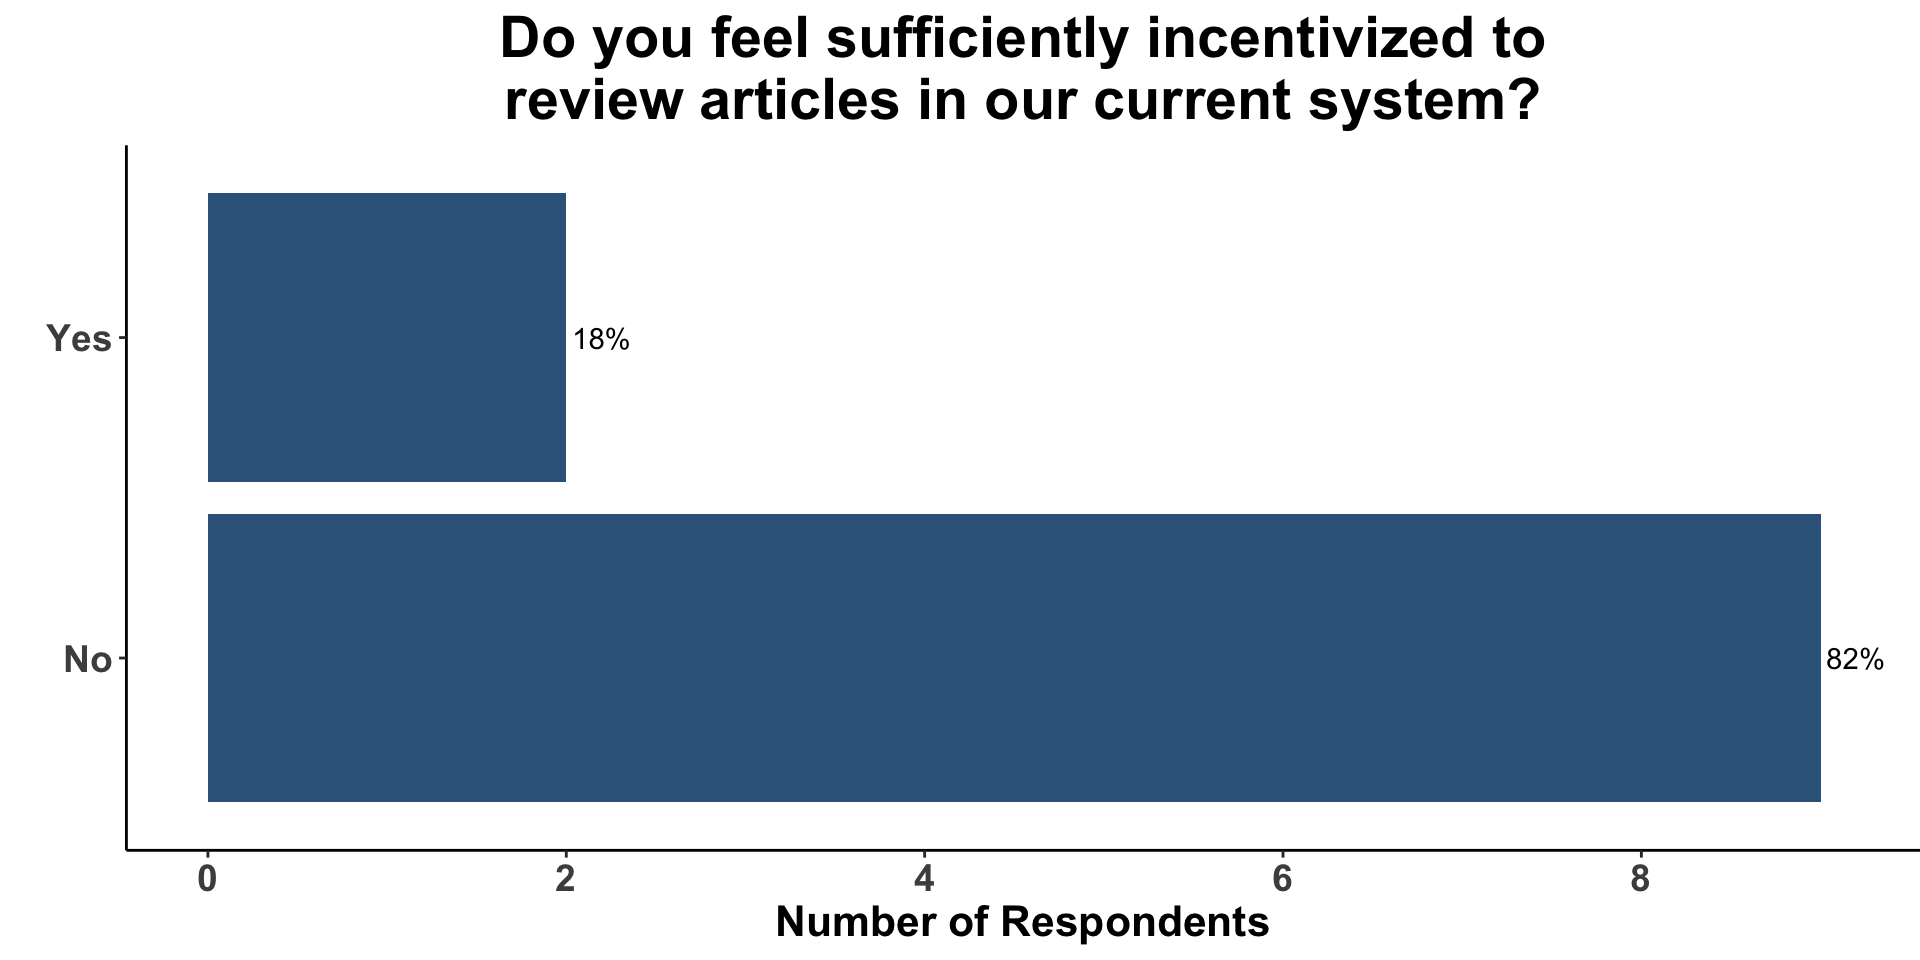 Do you feel sufficiently incentivized to
review articles in our current system?
Yes
18%
No
82%
0 2 4 6 8
Number of Respondents